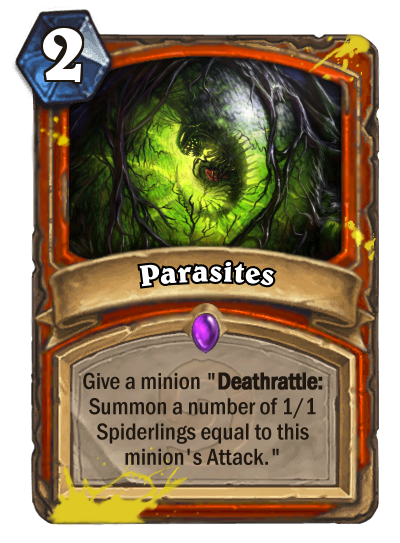 2
Parasites
Give a minion "Deathrattle:
Summon a number of 1/1
Spiderlings equal to this
minion's Attack."